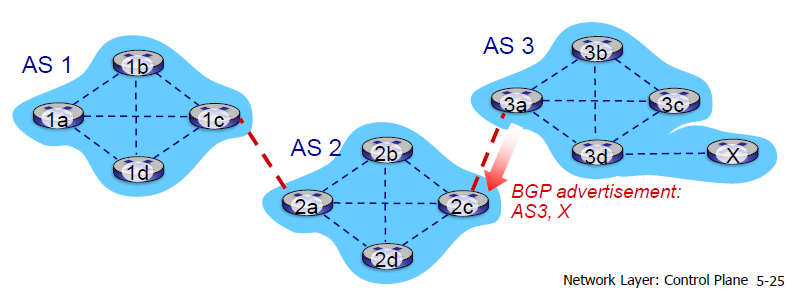 AS 1
1b
1a
1c
1d
AS 2
2b
2a
2c
2d
AS 3
3b
3a
3c
3d
X
BGP advertisement:
AS3, X
Network Layer: Control Plane 5-25